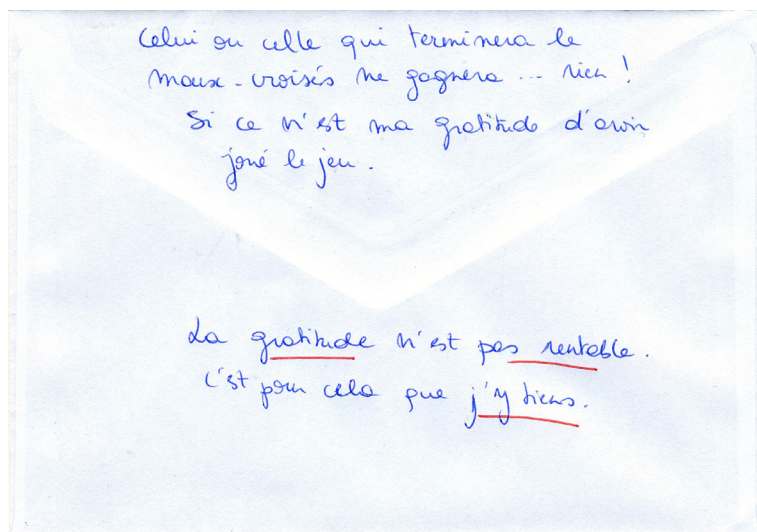 Celui ou celle qui terminera le
maux-croisés ne gagnera ... rien !
Si ce n'est ma gratitude d'avoir
joué le jeu.
La gratitude n'est pas rentable.
C'est pour cela que j'y tiens.